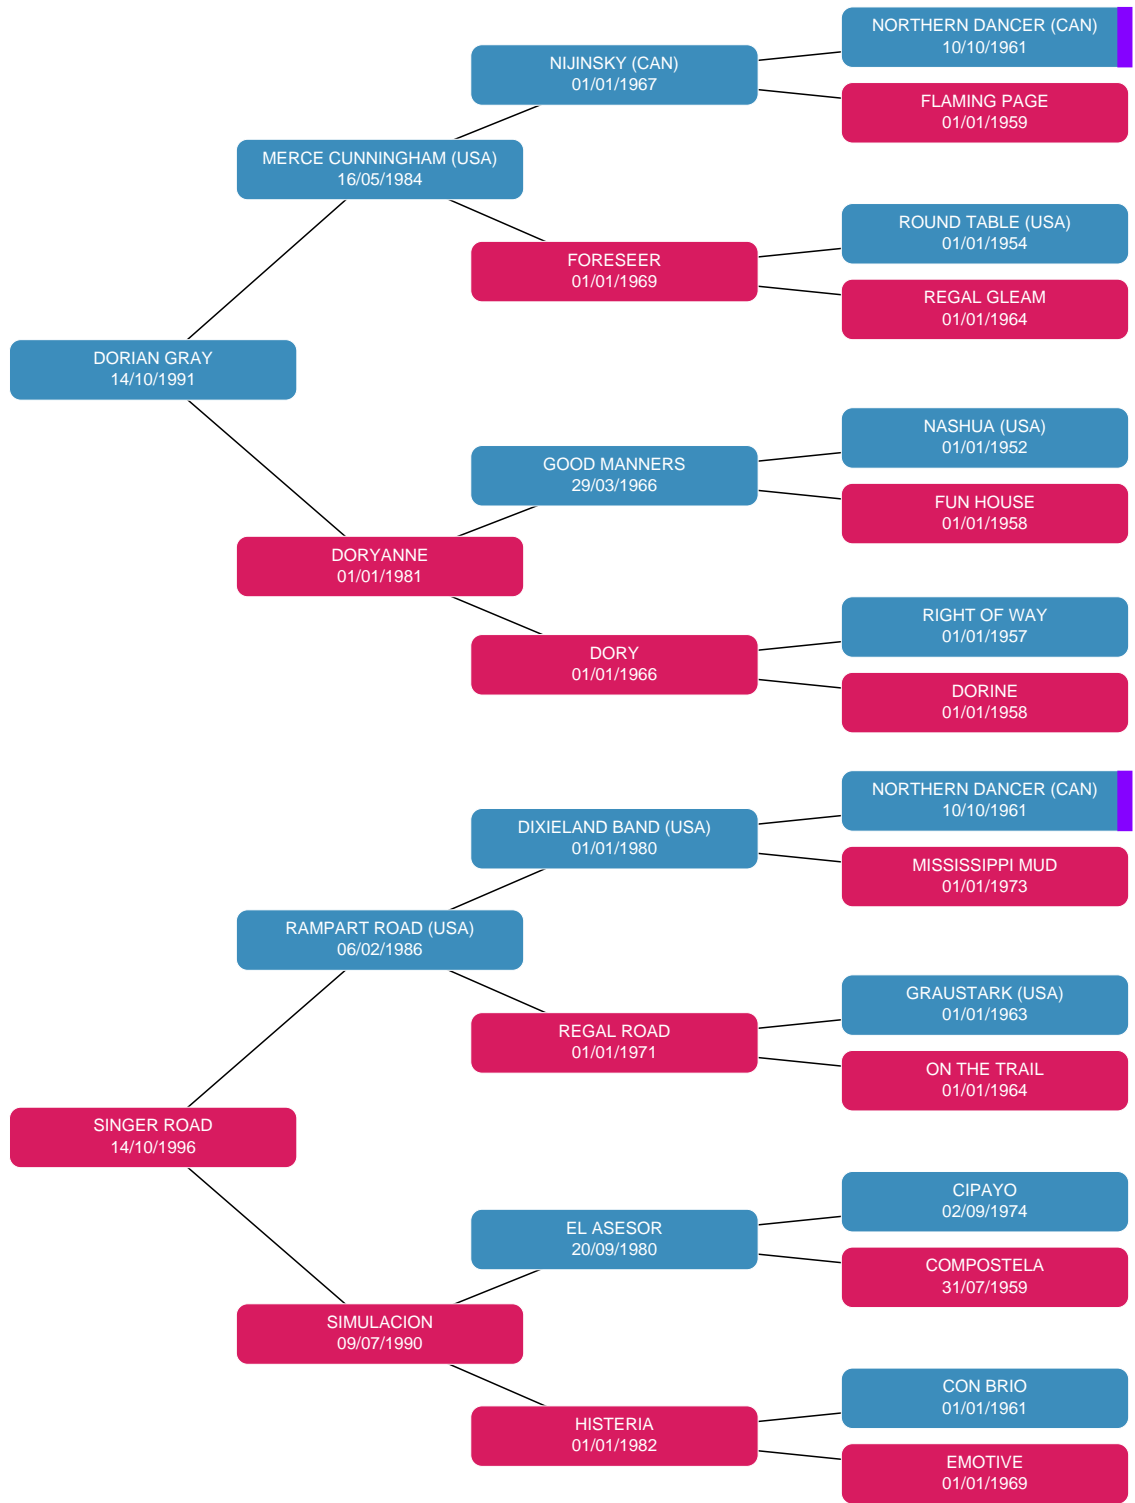 NORTHERN DANCER (CAN)
10/10/1961
NIJINSKY (CAN)
01/01/1967
FLAMING PAGE
01/01/1959
MERCE CUNNINGHAM (USA)
16/05/1984
ROUND TABLE (USA)
01/01/1954
FORESEER
01/01/1969
REGAL GLEAM
01/01/1964
DORIAN GRAY
14/10/1991
NASHUA (USA)
01/01/1952
GOOD MANNERS
29/03/1966
FUN HOUSE
01/01/1958
DORYANNE
01/01/1981
RIGHT OF WAY
01/01/1957
DORY
01/01/1966
DORINE
01/01/1958
NORTHERN DANCER (CAN)
10/10/1961
DIXIELAND BAND (USA)
01/01/1980
MISSISSIPPI MUD
01/01/1973
RAMPART ROAD (USA)
06/02/1986
GRAUSTARK (USA)
01/01/1963
REGAL ROAD
01/01/1971
ON THE TRAIL
01/01/1964
SINGER ROAD
14/10/1996
CIPAYO
02/09/1974
EL ASESOR
20/09/1980
COMPOSTELA
31/07/1959
SIMULACION
09/07/1990
CON BRIO
01/01/1961
HISTERIA
01/01/1982
EMOTIVE
01/01/1969